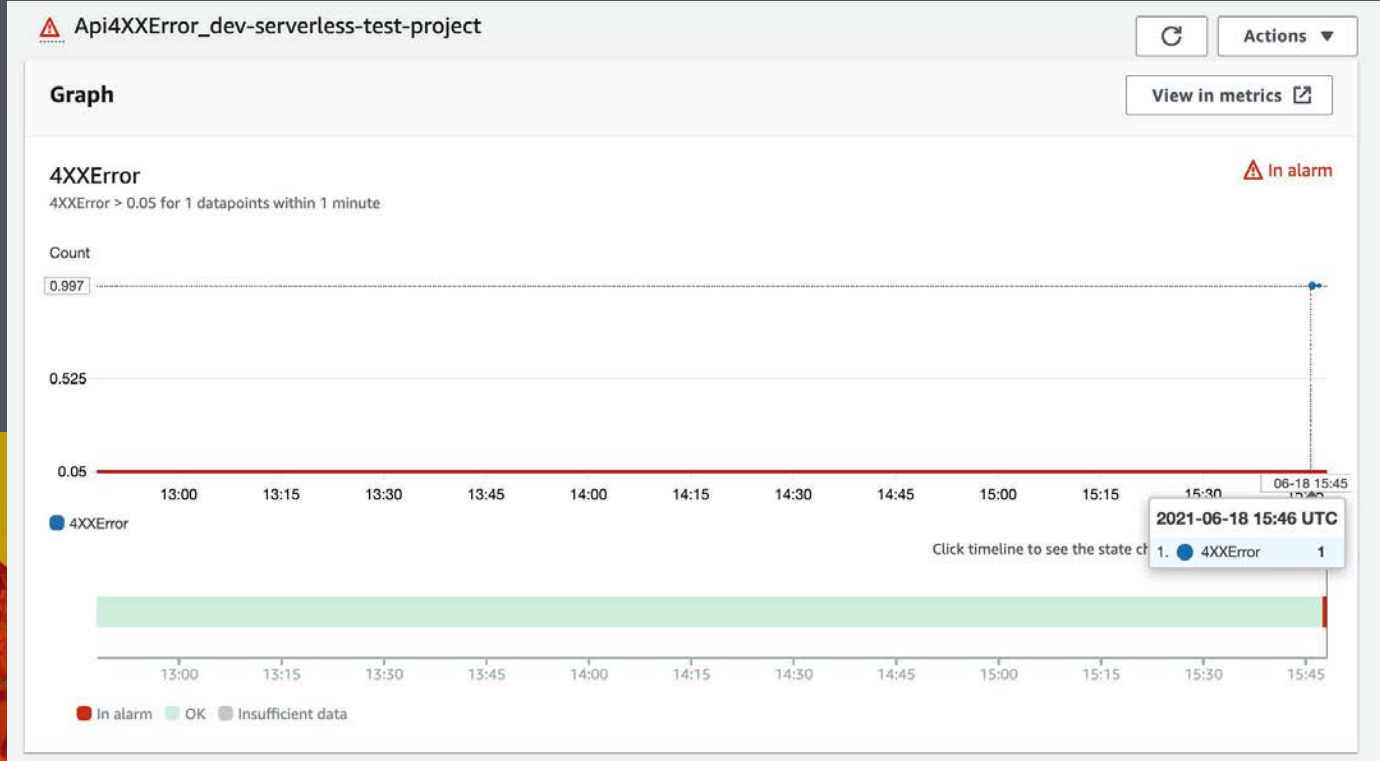 Api4XXError_dev-serverless-test-project
Actions
Graph
View in metrics
4XXError
In alarm
4XXError > 0.05 for 1 datapoints within 1 minute
Count
0.997
0.525
0.05
13:00 13:15 13:30 13:45 14:00 14:15 14:30 14:45 15:00 15:15 15:30
06-18 15:45
4XXError
2021-06-18 15:46 UTC
Click timeline to see the state ch
1. 4XXError 1
13:00 13:15 13:30 13:45 14:00 14:15 14:30 14:45 15:00 15:15 15:30 15:45
In alarm OK Insufficient data